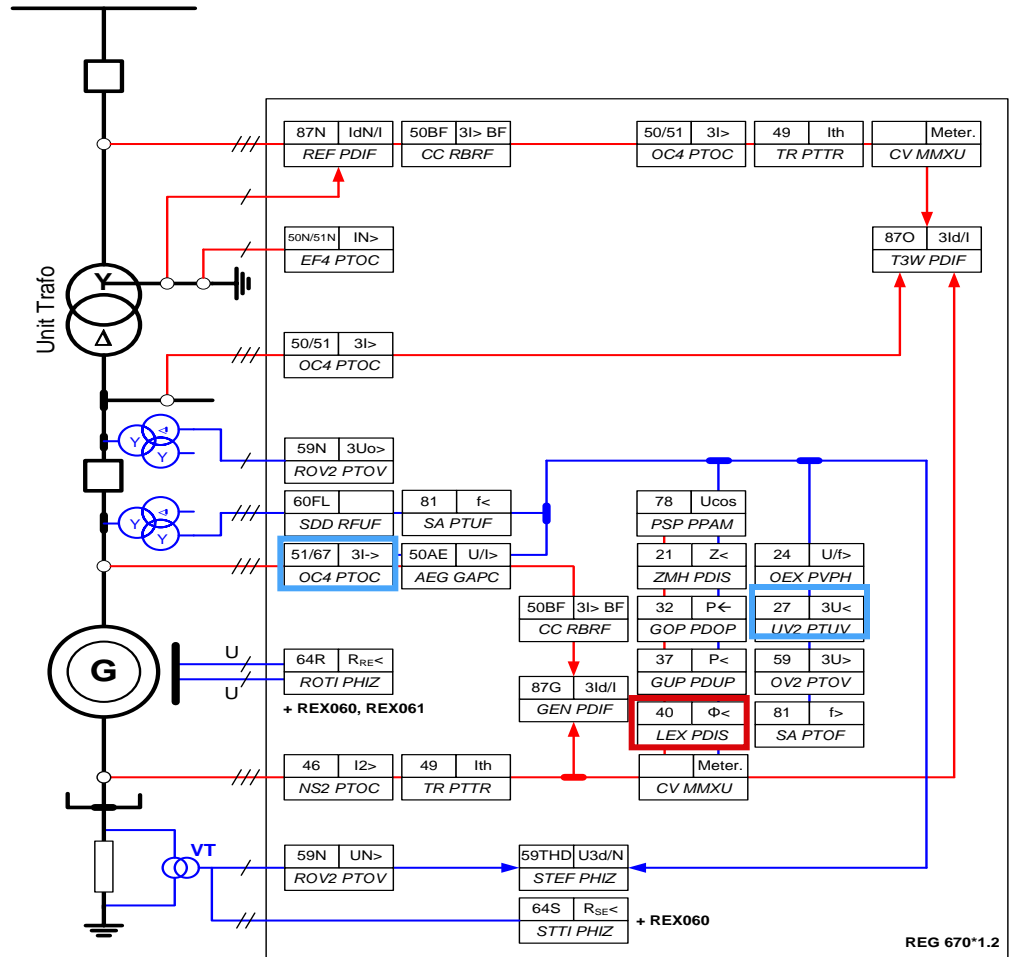 87N IdN/I
REF PDIF
50BF 3I> BF
CC RBRF
50/51 3I>
OC4 PTOC
49 Ith
TR PTTR
Meter.
CV MMXU
50N/51N IN>
EF4 PTOC
87O 3Id/I
T3W PDIF
Unit Trafo
Y
Δ
50/51 3I>
OC4 PTOC
Y
Y
Δ
59N 3Uo>
ROV2 PTOV
Y
Y
Δ
60FL
SDD RFUF
81 f<
SA PTUF
78 Ucos
PSP PPAM
51/67 3I->
OC4 PTOC
50AE U/I>
AEG GAPC
21 Z<
ZMH PDIS
24 U/f>
OEX PVPH
50BF 3I> BF
CC RBRF
32 P←
GOP PDOP
27 3U<
UV2 PTUV
G
U
U
64R RRE<
ROTI PHIZ
+ REX060, REX061
87G 3Id/I
GEN PDIF
37 P<
GUP PDUP
59 3U>
OV2 PTOV
40 Φ<
LEX PDIS
81 f>
SA PTOF
46 I2>
NS2 PTOC
49 Ith
TR PTTR
Meter.
CV MMXU
VT
59N UN>
ROV2 PTOV
59THD U3d/N
STEF PHIZ
64S RSE<
STTI PHIZ
+ REX060
REG 670*1.2